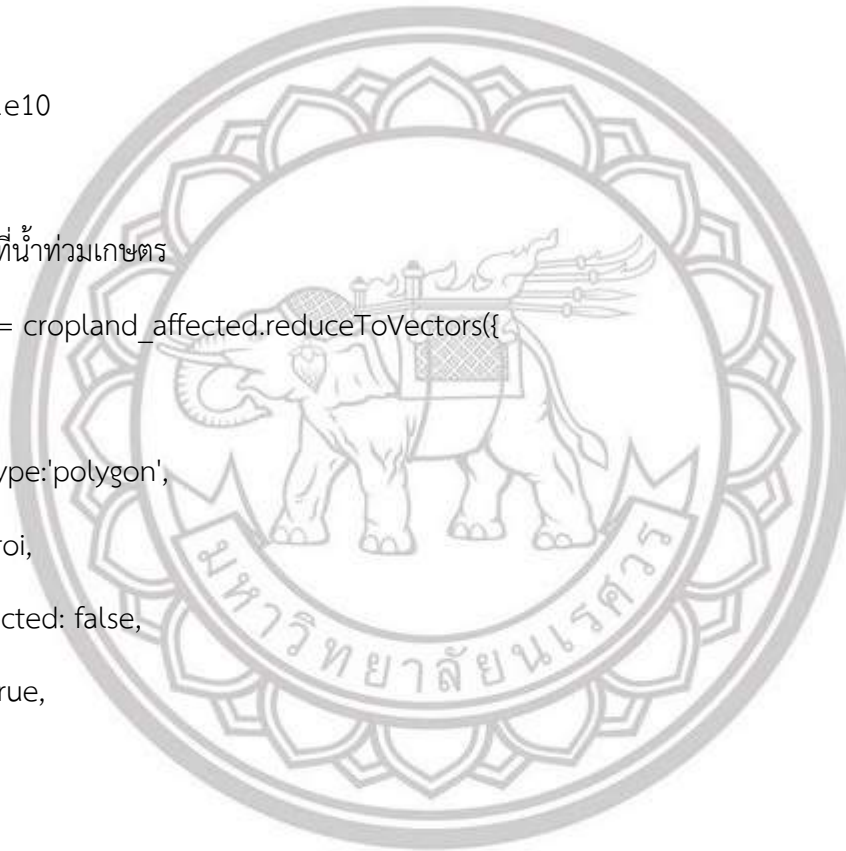 e10
ที่น้ำท่วมเกษตร
= cropland_affected.reduceToVectors({
ype:'polygon',
roi,
cted: false,
rue,
มหาวิทยาลัยนเรศวร